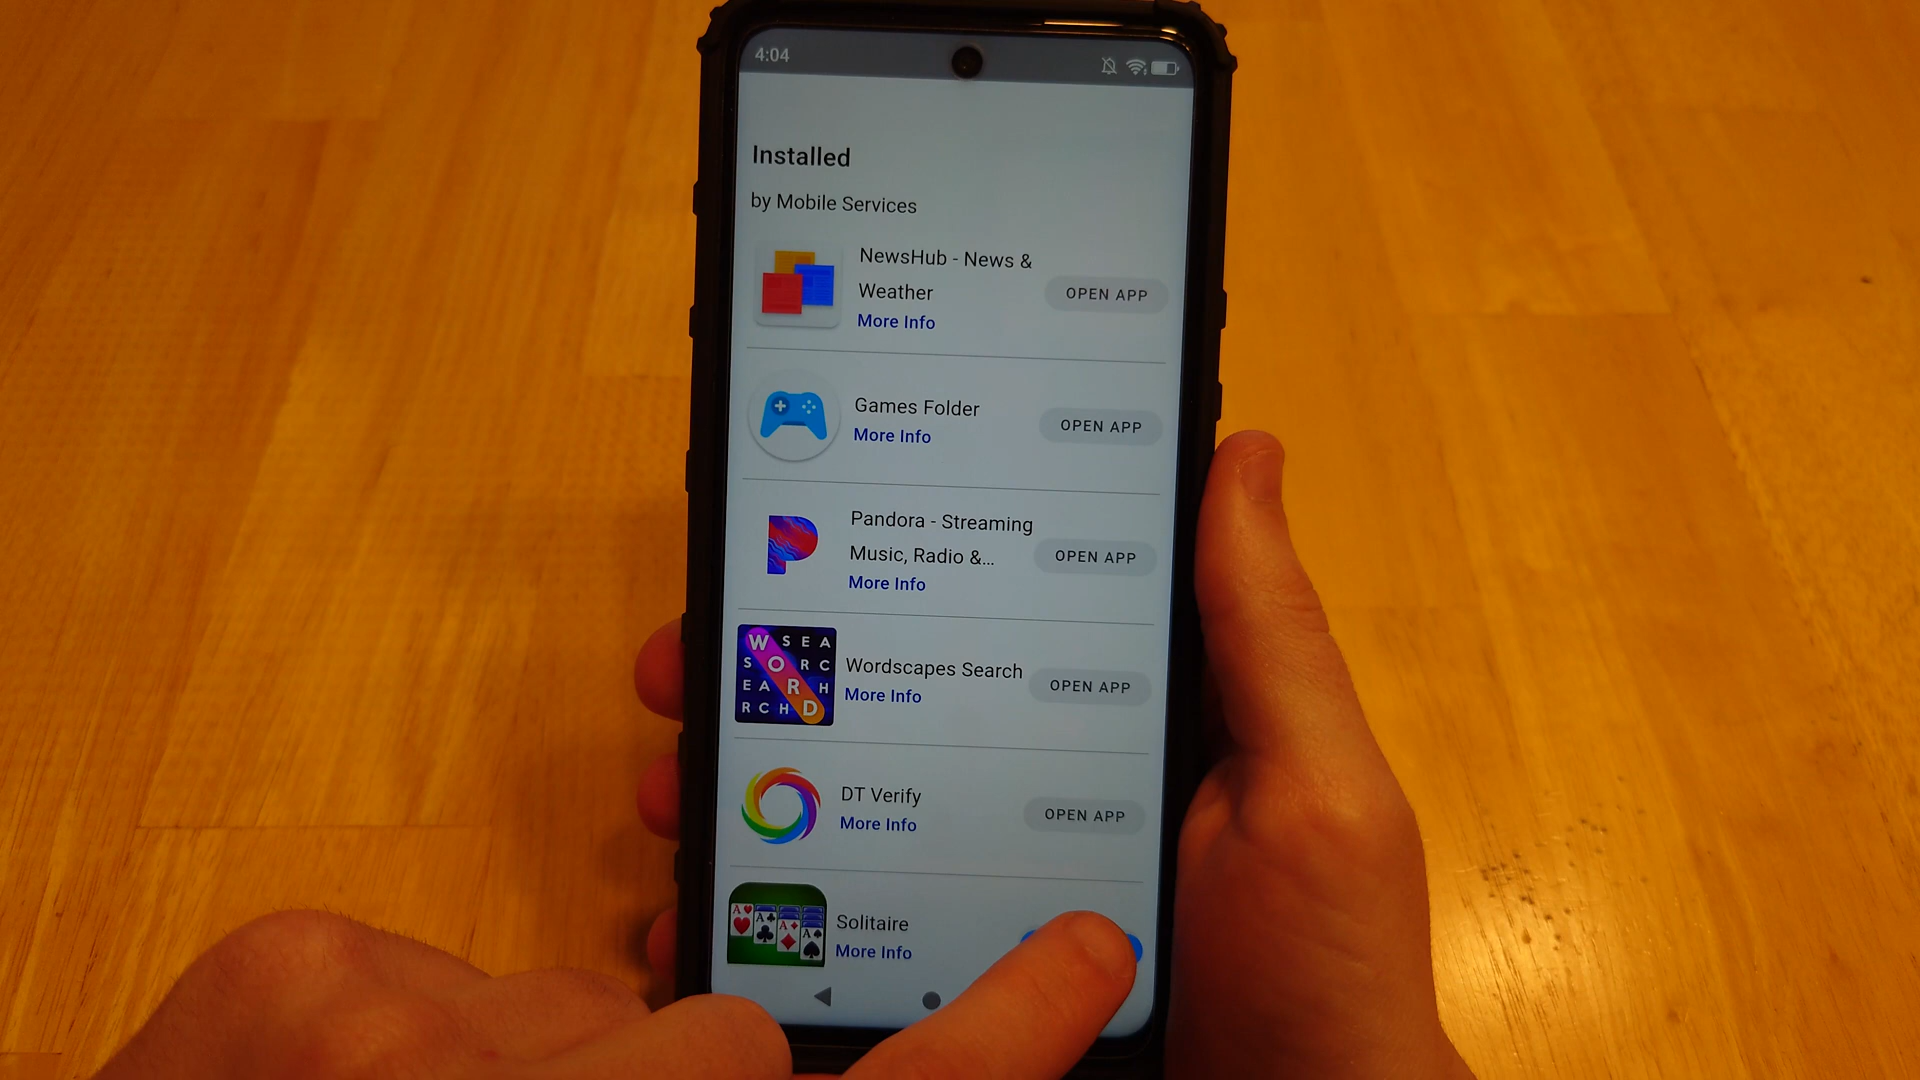 4:04
Installed
by Mobile Services
NewsHub - News &
Weather
More Info
OPEN APP
Games Folder
More Info
OPEN APP
Pandora - Streaming
Music, Radio &...
More Info
OPEN APP
W S E A
S O R C
E A R H
R C H D
Wordscapes Search
More Info
OPEN APP
DT Verify
More Info
OPEN APP
A A A A
Solitaire
More Info